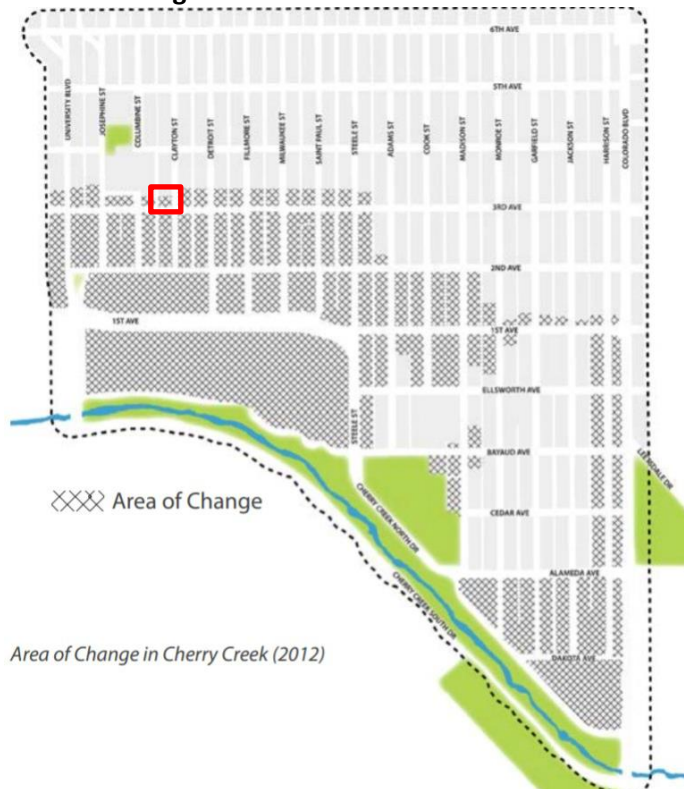 6TH AVE
5TH AVE
UNIVERSITY BLVD
JOSEPHINE ST
COLUMBINE ST
CLAYTON ST
DETROIT ST
FILLMORE ST
MILWAUKEE ST
SAINT PAUL ST
STEELE ST
ADAMS ST
COOK ST
MADISON ST
MONROE ST
GARFIELD ST
JACKSON ST
HARRISON ST
COLORADO BLVD
3RD AVE
2ND AVE
1ST AVE
1ST AVE
ELLSWORTH AVE
STEELE ST
BAYAUD AVE
LEETSDALE DR
Area of Change
CHERRY CREEK NORTH DR
CEDAR AVE
ALAMEDA AVE
CHERRY CREEK SOUTH DR
Area of Change in Cherry Creek (2012)
DAKOTA AVE